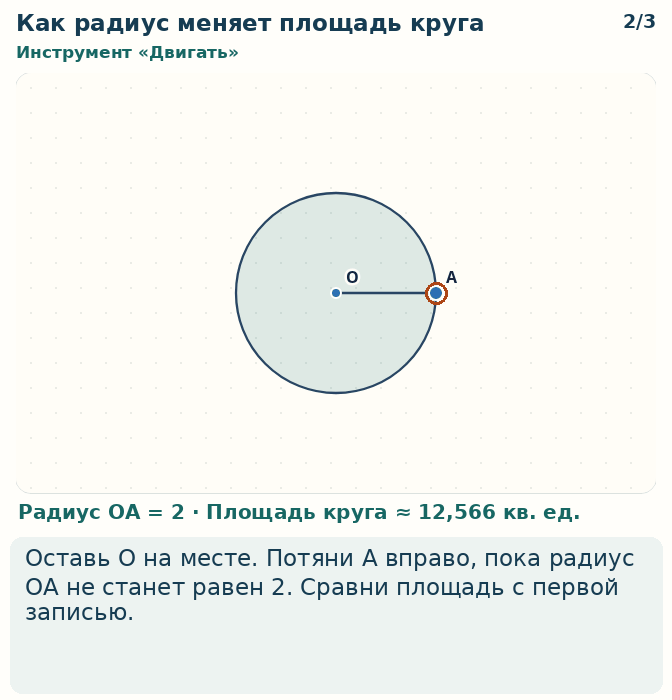 Как радиус меняет площадь круга 2/3
Инструмент «Двигать»
O
A
Радиус OA = 2 · Площадь круга ≈ 12,566 кв. ед.
Оставь O на месте. Потяни A вправо, пока радиус
OA не станет равен 2. Сравни площадь с первой
записью.